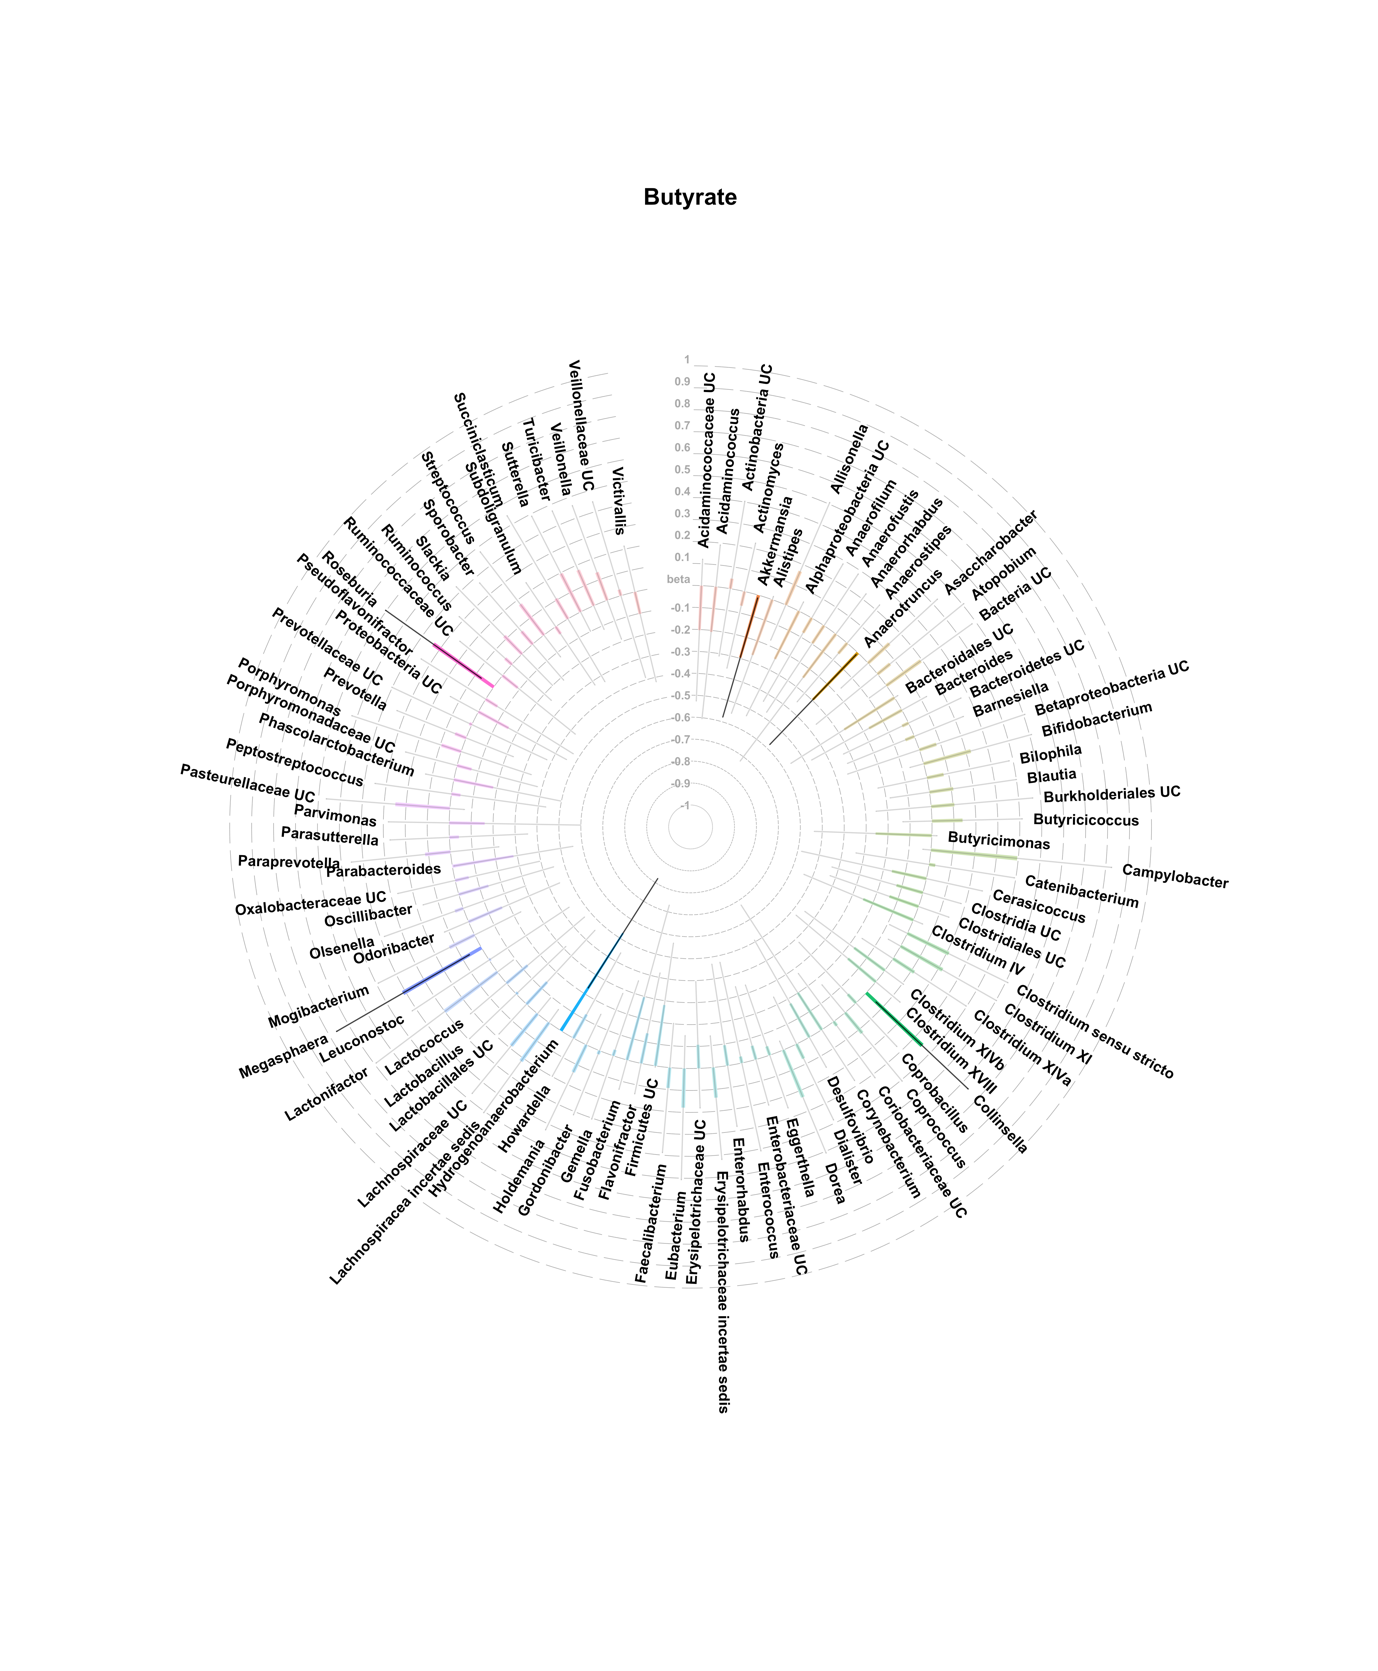 Butyrate
1
0.9
0.8
0.7
0.6
0.5
0.4
0.3
0.2
0.1
beta
-0.1
-0.2
-0.3
-0.4
-0.5
-0.6
-0.7
-0.8
-0.9
-1
Acidaminococcaceae UC
Acidaminococcus
Actinobacteria UC
Actinomyces
Akkermansia
Alistipes
Allisonella
Alphaproteobacteria UC
Anaerofilum
Anaerofustis
Anaerorhabdus
Anaerostipes
Anaerotruncus
Asaccharobacter
Atopobium
Bacteria UC
Bacteroidales UC
Bacteroides
Bacteroidetes UC
Barnesiella
Betaproteobacteria UC
Bifidobacterium
Bilophila
Blautia
Burkholderiales UC
Butyricicoccus
Butyricimonas
Campylobacter
Catenibacterium
Cerasicoccus
Clostridia UC
Clostridiales UC
Clostridium IV
Clostridium sensu stricto
Clostridium XI
Clostridium XIVa
Clostridium XIVb
Clostridium XVIII
Collinsella
Coprobacillus
Coprococcus
Coriobacteriaceae UC
Corynebacterium
Desulfovibrio
Dialister
Dorea
Eggerthella
Enterobacteriaceae UC
Enterococcus
Enterorhabdus
Erysipelotrichaceae incertae sedis
Erysipelotrichaceae UC
Eubacterium
Faecalibacterium
Firmicutes UC
Flavonifractor
Fusobacterium
Gemella
Gordonibacter
Holdemania
Howardella
Hydrogenoanaerobacterium
Lachnospiracea incertae sedis
Lachnospiraceae UC
Lactobacillales UC
Lactobacillus
Lactococcus
Lactonifactor
Leuconostoc
Megasphaera
Mogibacterium
Odoribacter
Olsenella
Oscillibacter
Oxalobacteraceae UC
Parabacteroides
Paraprevotella
Parasutterella
Parvimonas
Pasteurellaceae UC
Peptostreptococcus
Phascolarctobacterium
Porphyromonadaceae UC
Porphyromonas
Prevotella
Prevotellaceae UC
Proteobacteria UC
Pseudoflavonifractor
Roseburia
Ruminococcaceae UC
Ruminococcus
Slackia
Sporobacter
Streptococcus
Subdoligranulum
Succiniclasticum
Sutterella
Turicibacter
Veillonella
Veillonellaceae UC
Victivallis